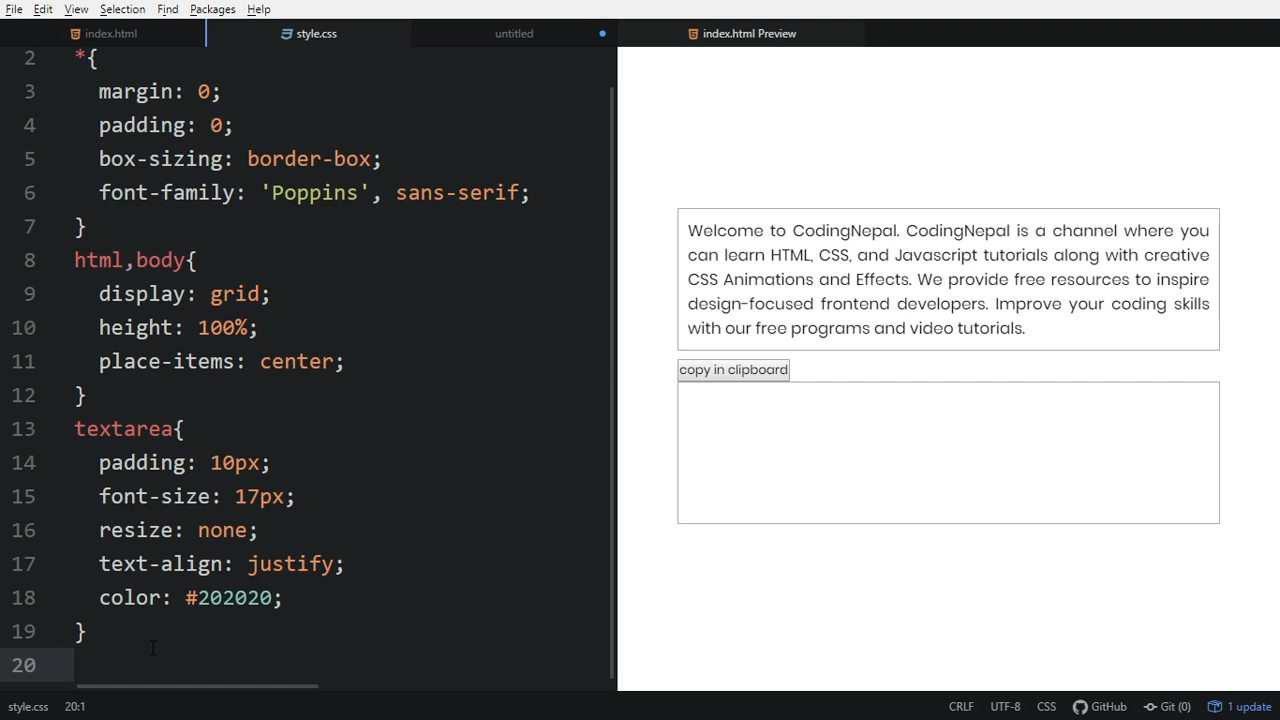 File Edit View Selection Find Packages Help
index.html style.css untitled index.html Preview
2 *{
3 margin: 0;
4 padding: 0;
5 box-sizing: border-box;
6 font-family: 'Poppins', sans-serif;
7 }
8 html,body{
9 display: grid;
10 height: 100%;
11 place-items: center;
12 }
13 textarea{
14 padding: 10px;
15 font-size: 17px;
16 resize: none;
17 text-align: justify;
18 color: #202020;
19 }
20
Welcome to CodingNepal. CodingNepal is a channel where you
can learn HTML, CSS, and Javascript tutorials along with creative
CSS Animations and Effects. We provide free resources to inspire
design-focused frontend developers. Improve your coding skills
with our free programs and video tutorials.
copy in clipboard
style.css 20:1 CRLF UTF-8 CSS GitHub Git (0) 1 update